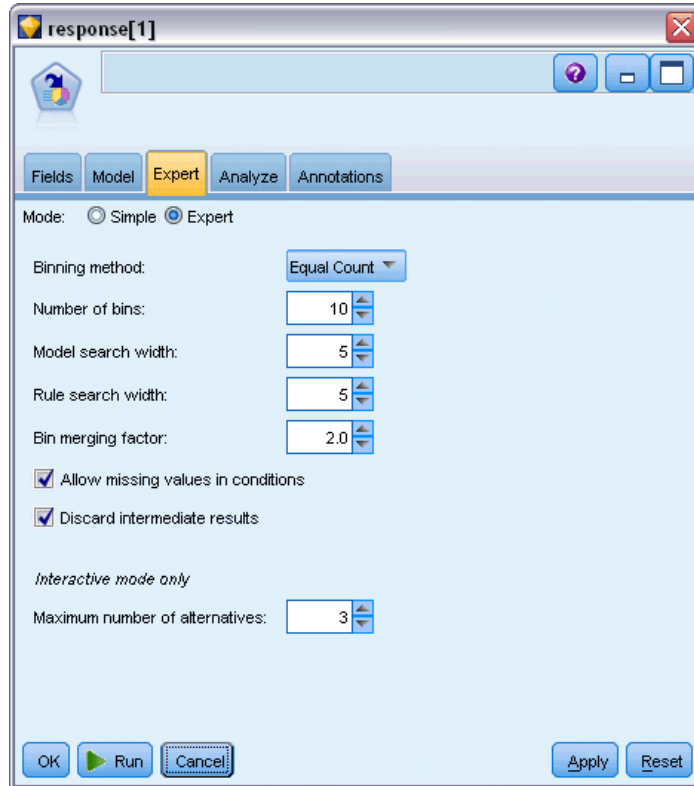 response[1]
Fields Model Expert Analyze Annotations
Mode: Simple Expert
Binning method: Equal Count
Number of bins: 10
Model search width: 5
Rule search width: 5
Bin merging factor: 2.0
Allow missing values in conditions
Discard intermediate results
Interactive mode only
Maximum number of alternatives: 3
OK Run Cancel Apply Reset